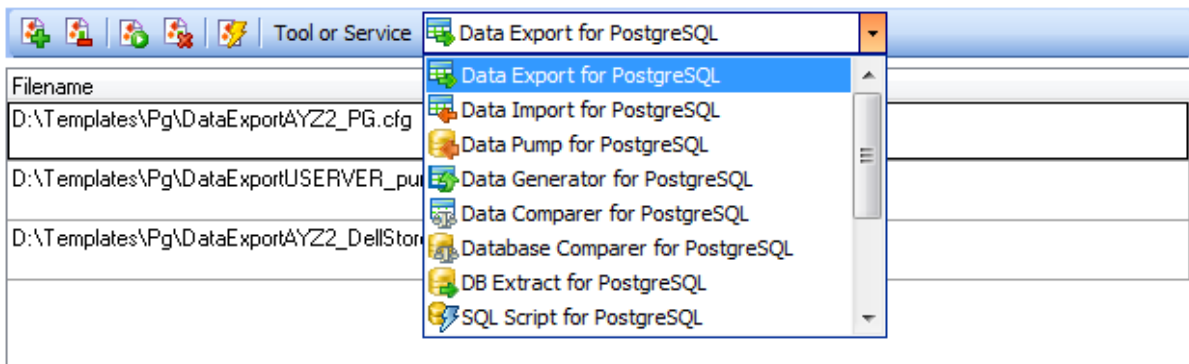 Tool or Service Data Export for PostgreSQL
Filename
D:\Templates\Pg\DataExportAYZ2_PG.cfg
D:\Templates\Pg\DataExportUSERVER_pu
D:\Templates\Pg\DataExportAYZ2_DellStor
Data Export for PostgreSQL
Data Import for PostgreSQL
Data Pump for PostgreSQL
Data Generator for PostgreSQL
Data Comparer for PostgreSQL
Database Comparer for PostgreSQL
DB Extract for PostgreSQL
SQL Script for PostgreSQL